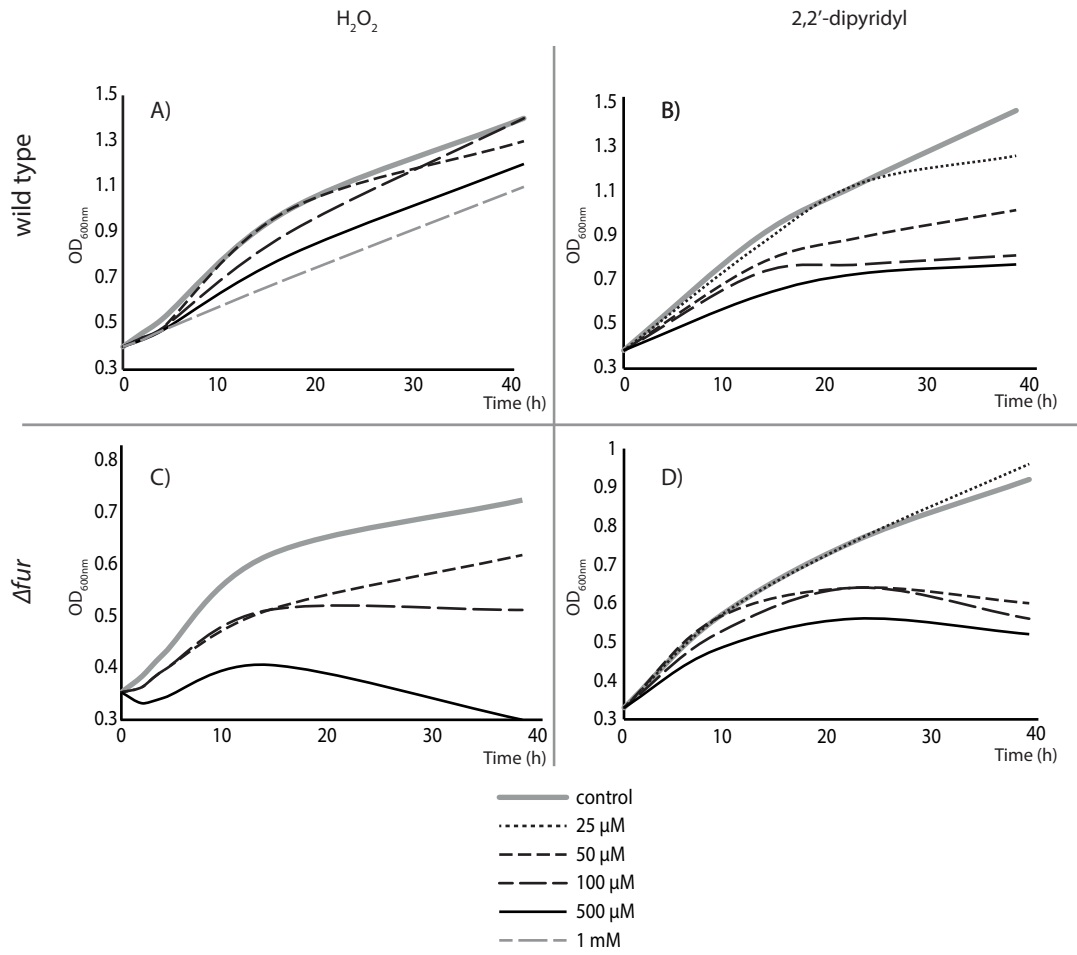 H₂O₂
2,2’-dipyridyl
wild type
A)
OD₆₀₀ₙₘ
1.5
1.3
1.1
0.9
0.7
0.5
0.3
0 10 20 30 40
Time (h)
B)
OD₆₀₀ₙₘ
1.5
1.3
1.1
0.9
0.7
0.5
0.3
0 10 20 30 40
Time (h)
Δfur
C)
OD₆₀₀ₙₘ
0.8
0.7
0.6
0.5
0.4
0.3
0 10 20 30 40
Time (h)
D)
OD₆₀₀ₙₘ
1
0.9
0.8
0.7
0.6
0.5
0.4
0.3
0 10 20 30 40
Time (h)
control
25 µM
50 µM
100 µM
500 µM
1 mM